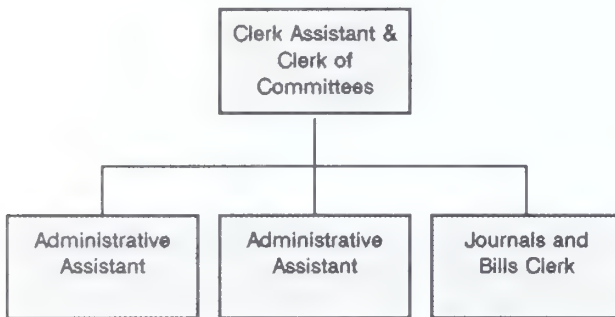 Clerk Assistant &
Clerk of
Committees
Administrative
Assistant
Administrative
Assistant
Journals and
Bills Clerk